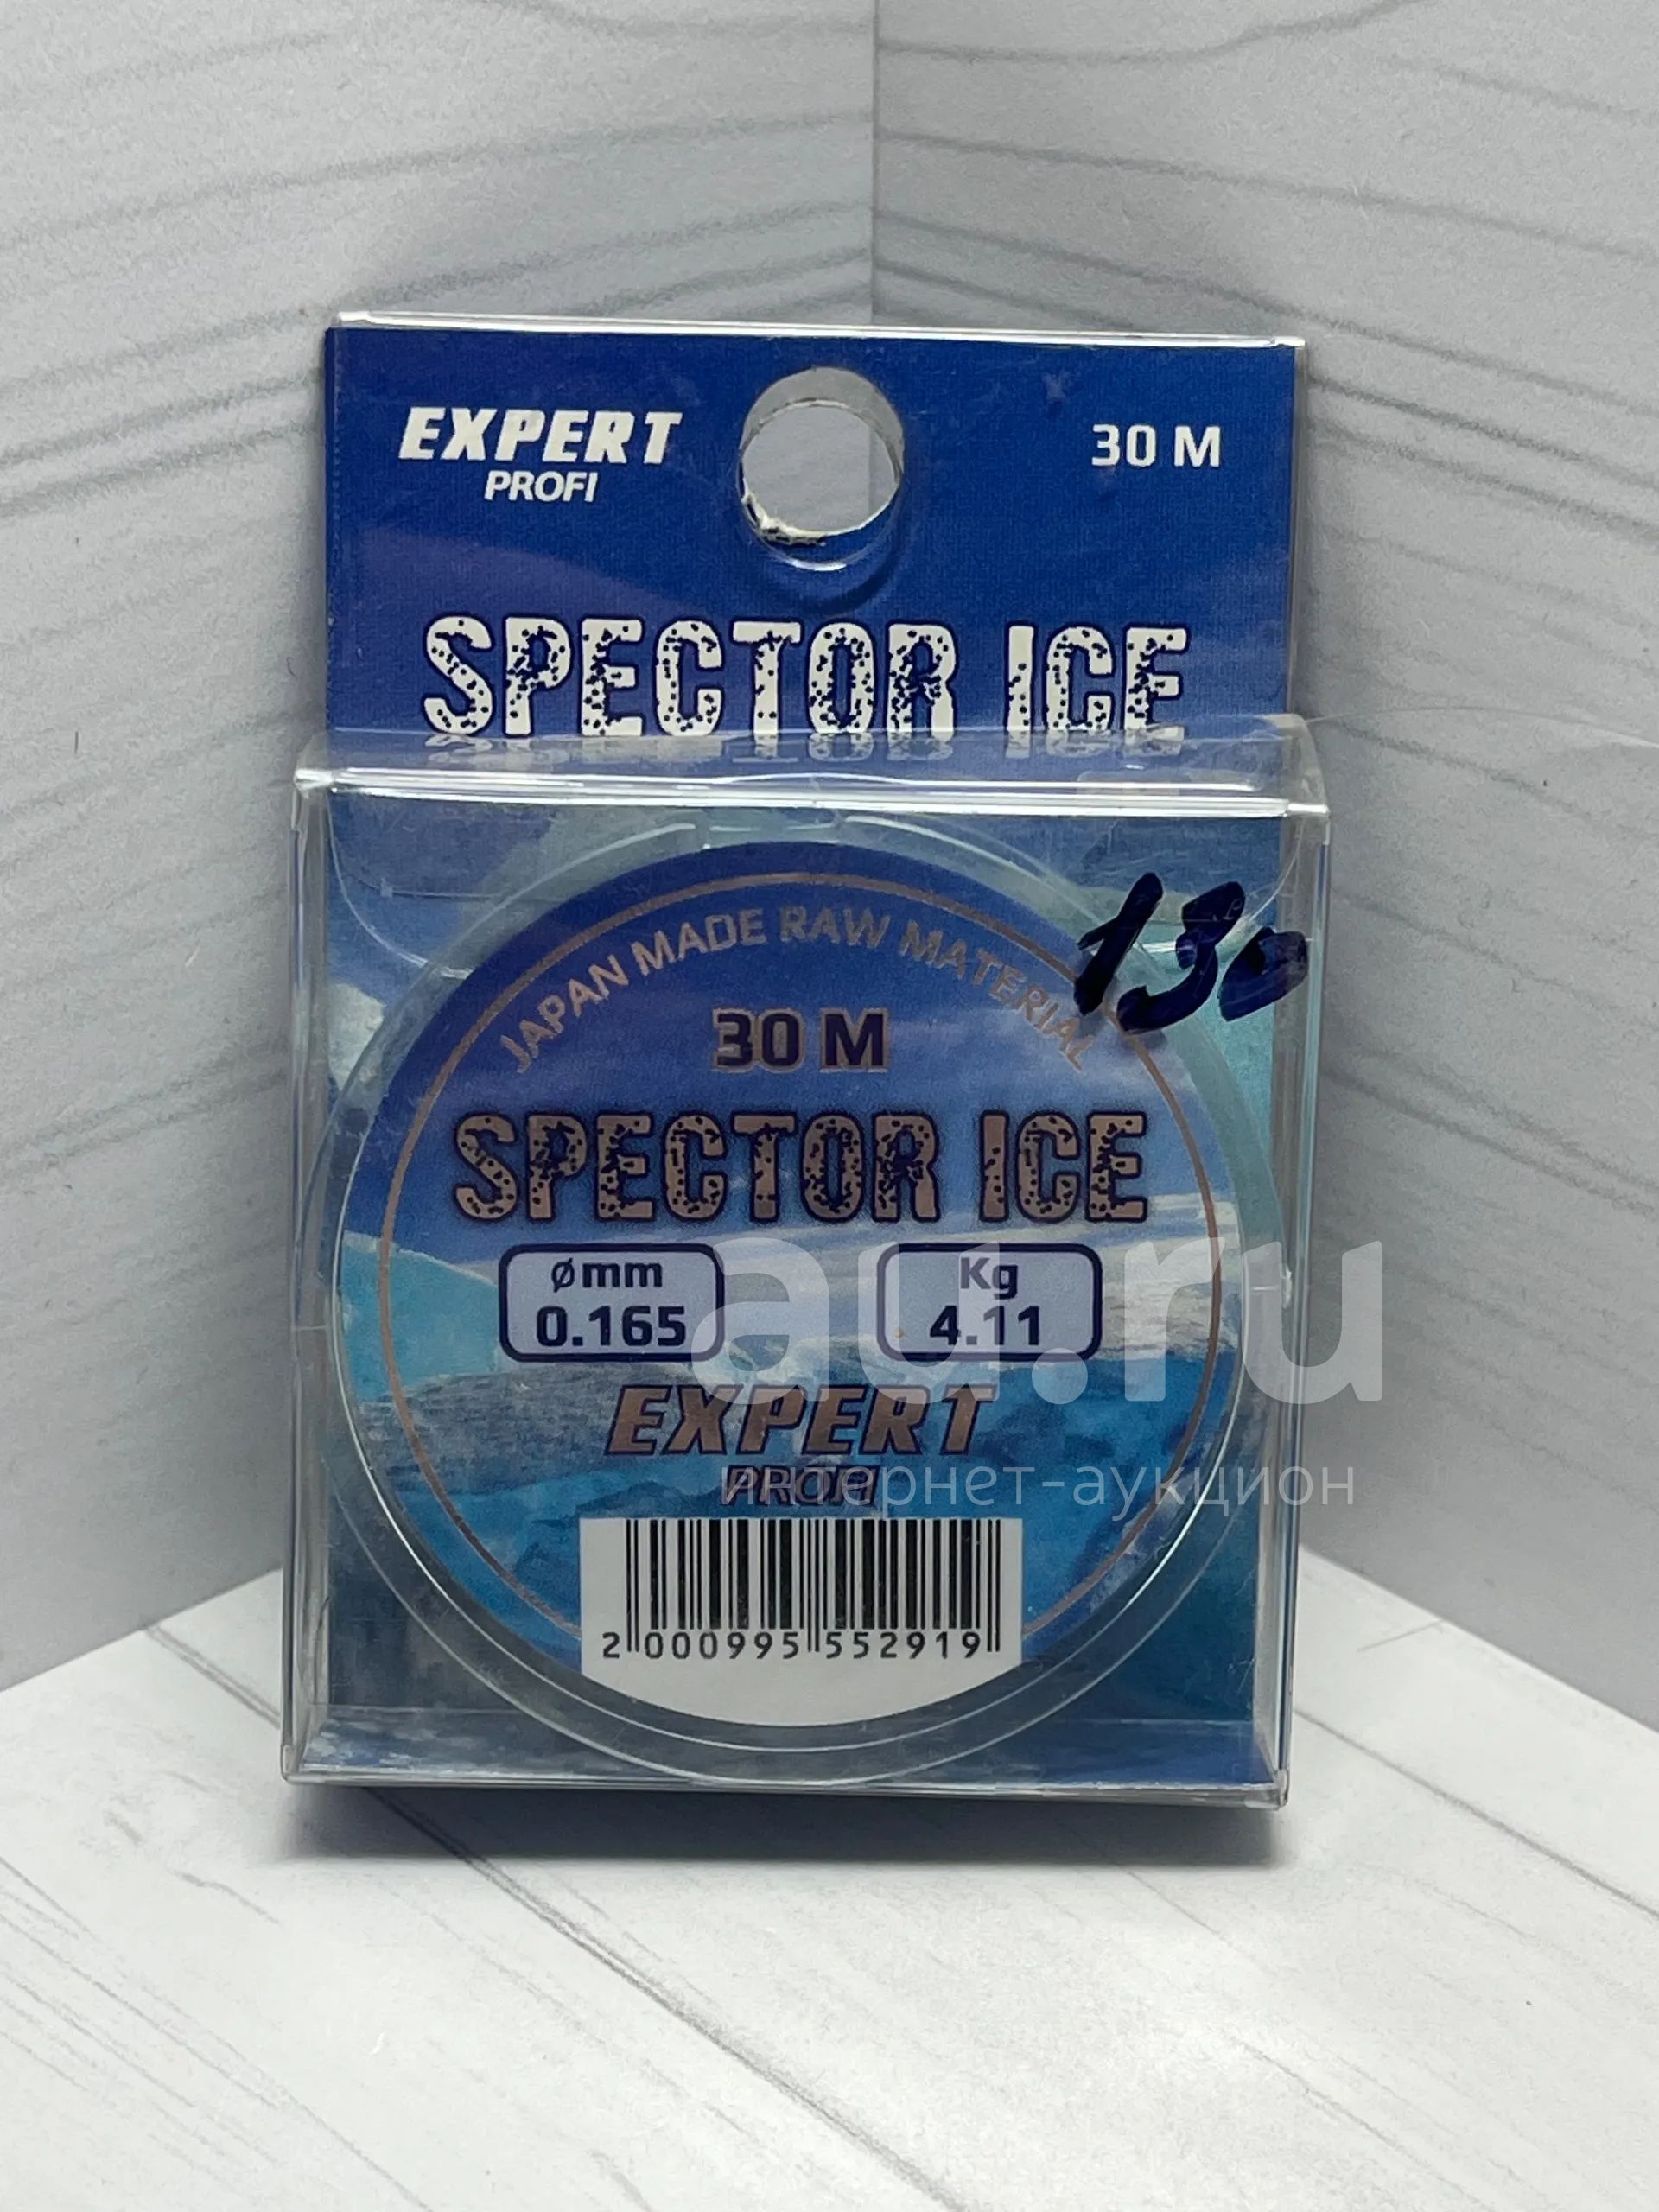 EXPERT
PROFI
30 M
SPECTOR ICE
130
JAPAN MADE RAW MATERIAL
30 M
SPECTOR ICE
Ømm
0.165
Kg
4.11
au.ru
EXPERT
PROFI
интернет-аукцион
2 000995 552919